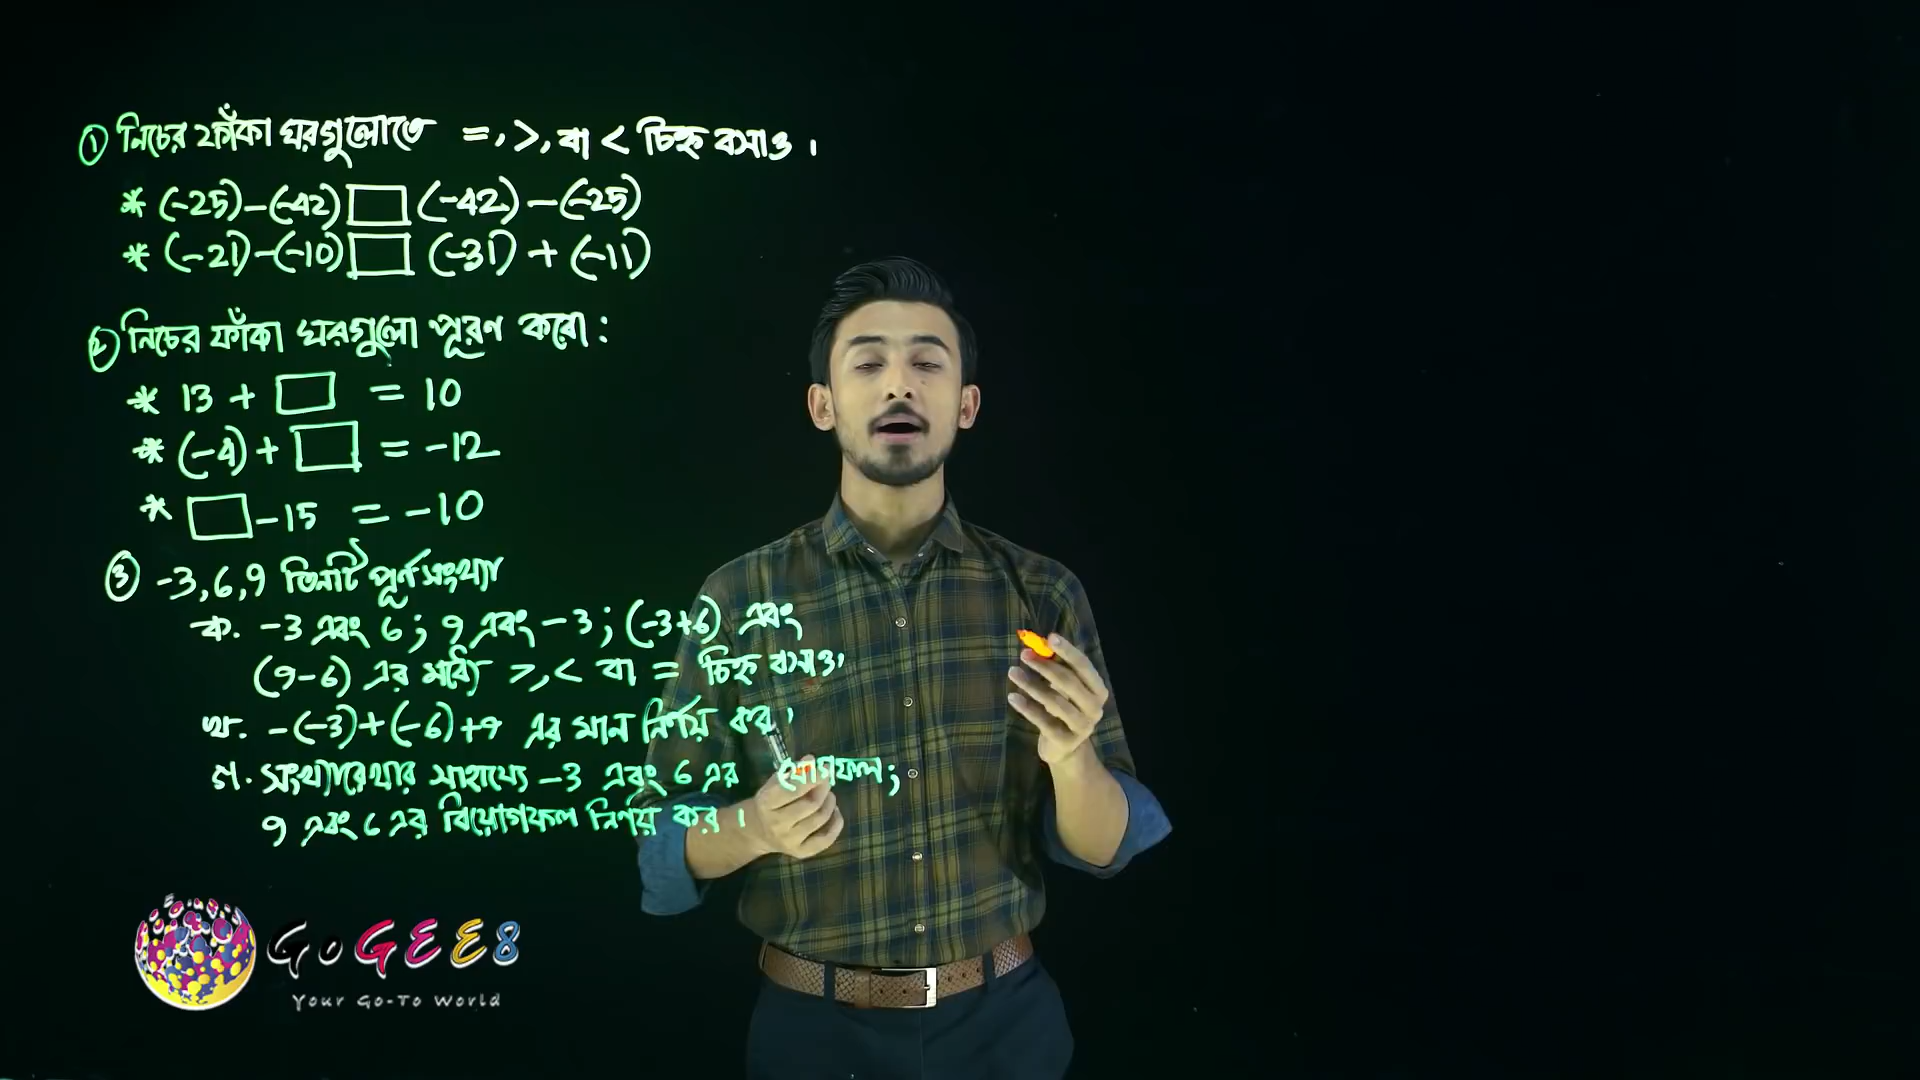 ① নিচের ফাঁকা ঘরগুলোতে =, >, বা < চিহ্ন বসাও।
* (-25)-(-42) □ (-42)-(-25)
* (-21)-(-10) □ (-31) + (-11)
② নিচের ফাঁকা ঘরগুলো পূরণ করো:
* 13 + □ = 10
* (-4) + □ = -12
* □ -15 = -10
③ -3, 6, 9 তিনটি পূর্ণসংখ্যা
ক. -3 এবং 6; 9 এবং -3; (-3+6) এবং
(9-6) এর মধ্যে >, < বা = চিহ্ন বসাও,
খ. -(-3)+(-6)+9 এর মান নির্ণয় কর,
গ. সংখ্যারেখার সাহায্যে -3 এবং 6 এর যোগফল;
9 এবং 6 এর বিয়োগফল নির্ণয় কর।
GoGEE8
Your Go-To World